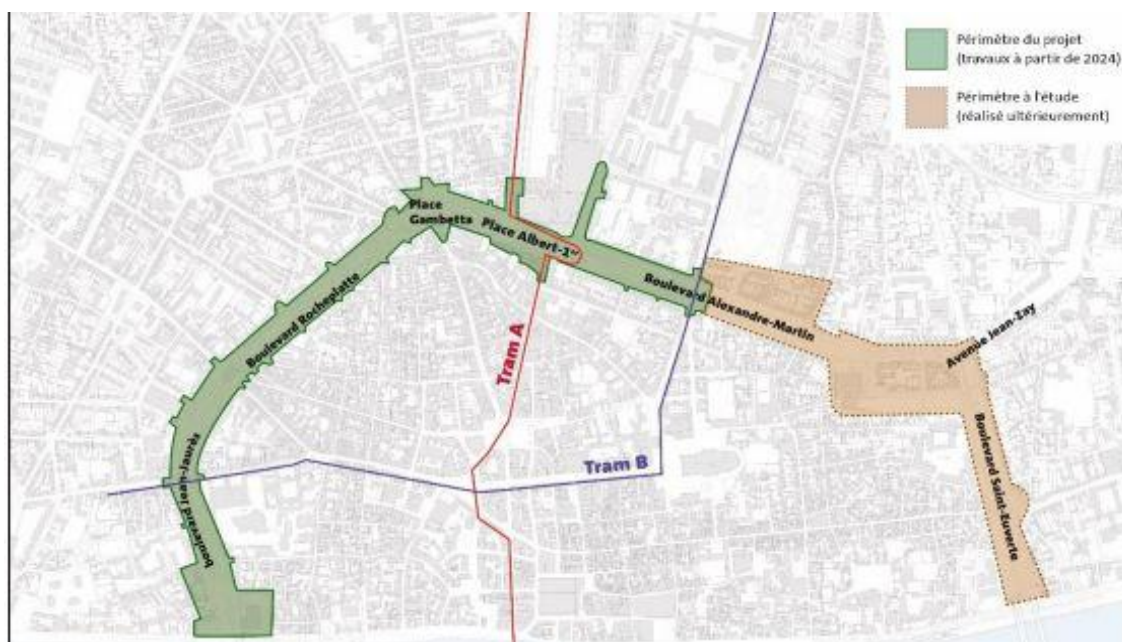 Périmètre du projet
(travaux à partir de 2024)
Périmètre à l'étude
(réalisé ultérieurement)
Place
Gambetta
Place Albert-1er
Boulevard Rocheplatte
Boulevard Alexandre-Martin
Avenue Jean-Zay
Tram A
Tram B
boulevard Jean-Jaurès
Boulevard Saint-Euverte